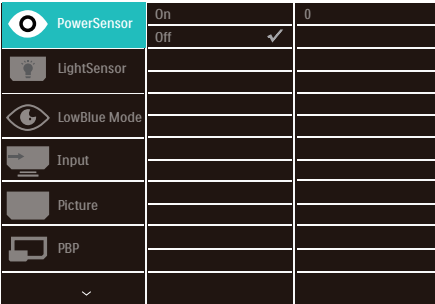 PowerSensor
On
0
Off
LightSensor
LowBlue Mode
Input
Picture
PBP